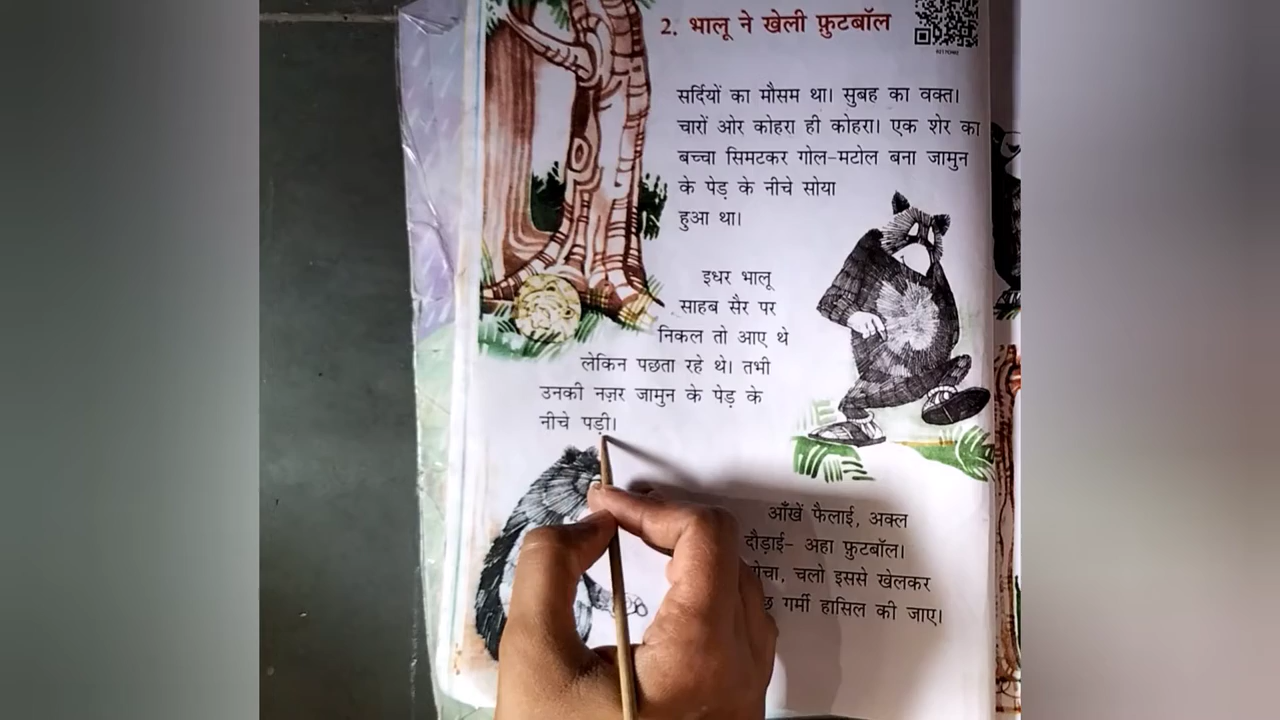 2. भालू ने खेली फ़ुटबॉल
सर्दियों का मौसम था। सुबह का वक्त।
चारों ओर कोहरा ही कोहरा। एक शेर का
बच्चा सिमटकर गोल-मटोल बना जामुन
के पेड़ के नीचे सोया
हुआ था।
इधर भालू
साहब सैर पर
निकल तो आए थे
लेकिन पछता रहे थे। तभी
उनकी नज़र जामुन के पेड़ के
नीचे पड़ी।
आँखें फैलाई, अक्ल
दौड़ाई- अहा फ़ुटबॉल।
चलो इससे खेलकर
गर्मी हासिल की जाए।